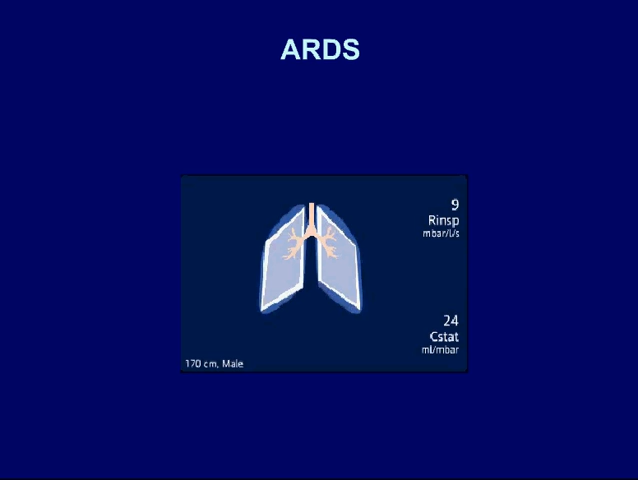 ARDS
9
Rinsp
mbar/l/s
24
Cstat
ml/mbar
170 cm, Male